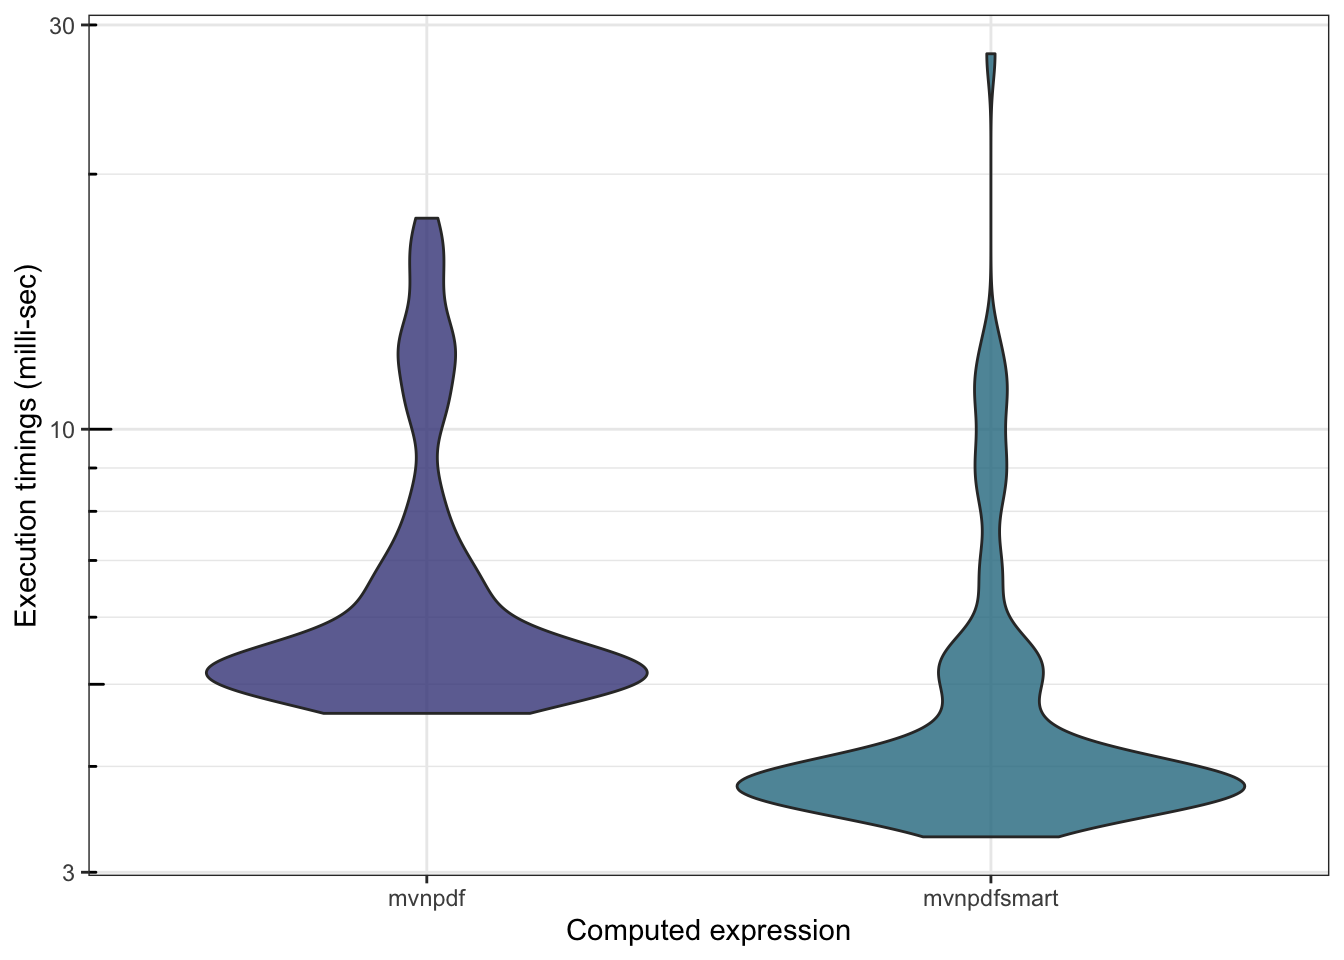 30
10
3
Execution timings (milli-sec)
mvnpdf
mvnpdfsmart
Computed expression